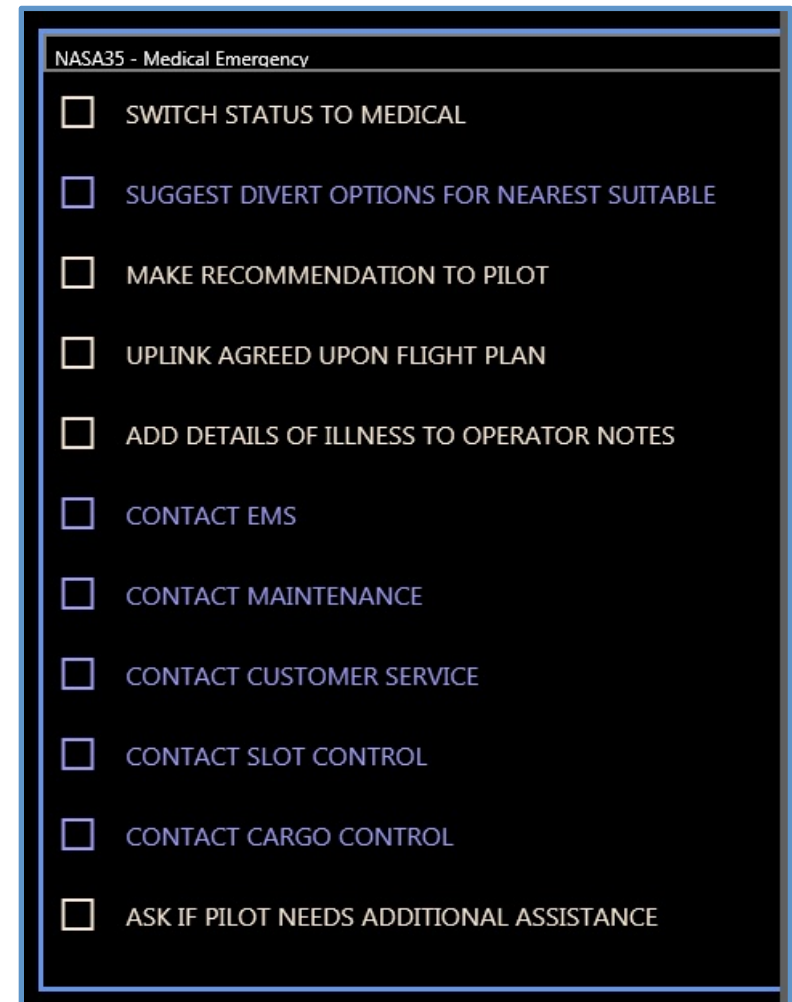 NASA35 - Medical Emergency
SWITCH STATUS TO MEDICAL
SUGGEST DIVERT OPTIONS FOR NEAREST SUITABLE
MAKE RECOMMENDATION TO PILOT
UPLINK AGREED UPON FLIGHT PLAN
ADD DETAILS OF ILLNESS TO OPERATOR NOTES
CONTACT EMS
CONTACT MAINTENANCE
CONTACT CUSTOMER SERVICE
CONTACT SLOT CONTROL
CONTACT CARGO CONTROL
ASK IF PILOT NEEDS ADDITIONAL ASSISTANCE